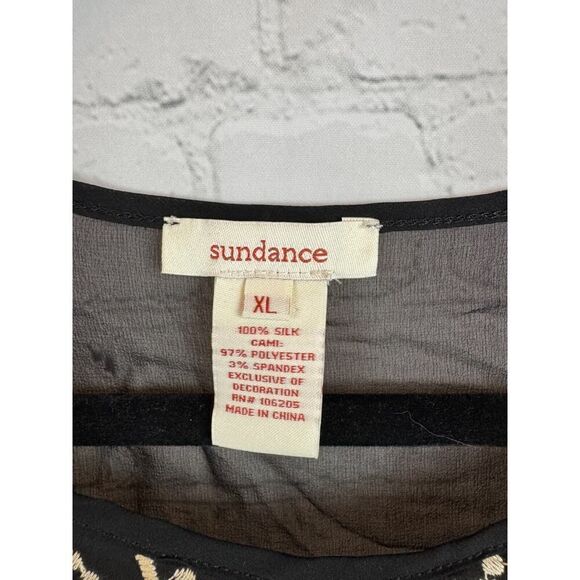 sundance
XL
100% SILK
CAMI:
97% POLYESTER
3% SPANDEX
EXCLUSIVE OF
DECORATION
RN# 106205
MADE IN CHINA